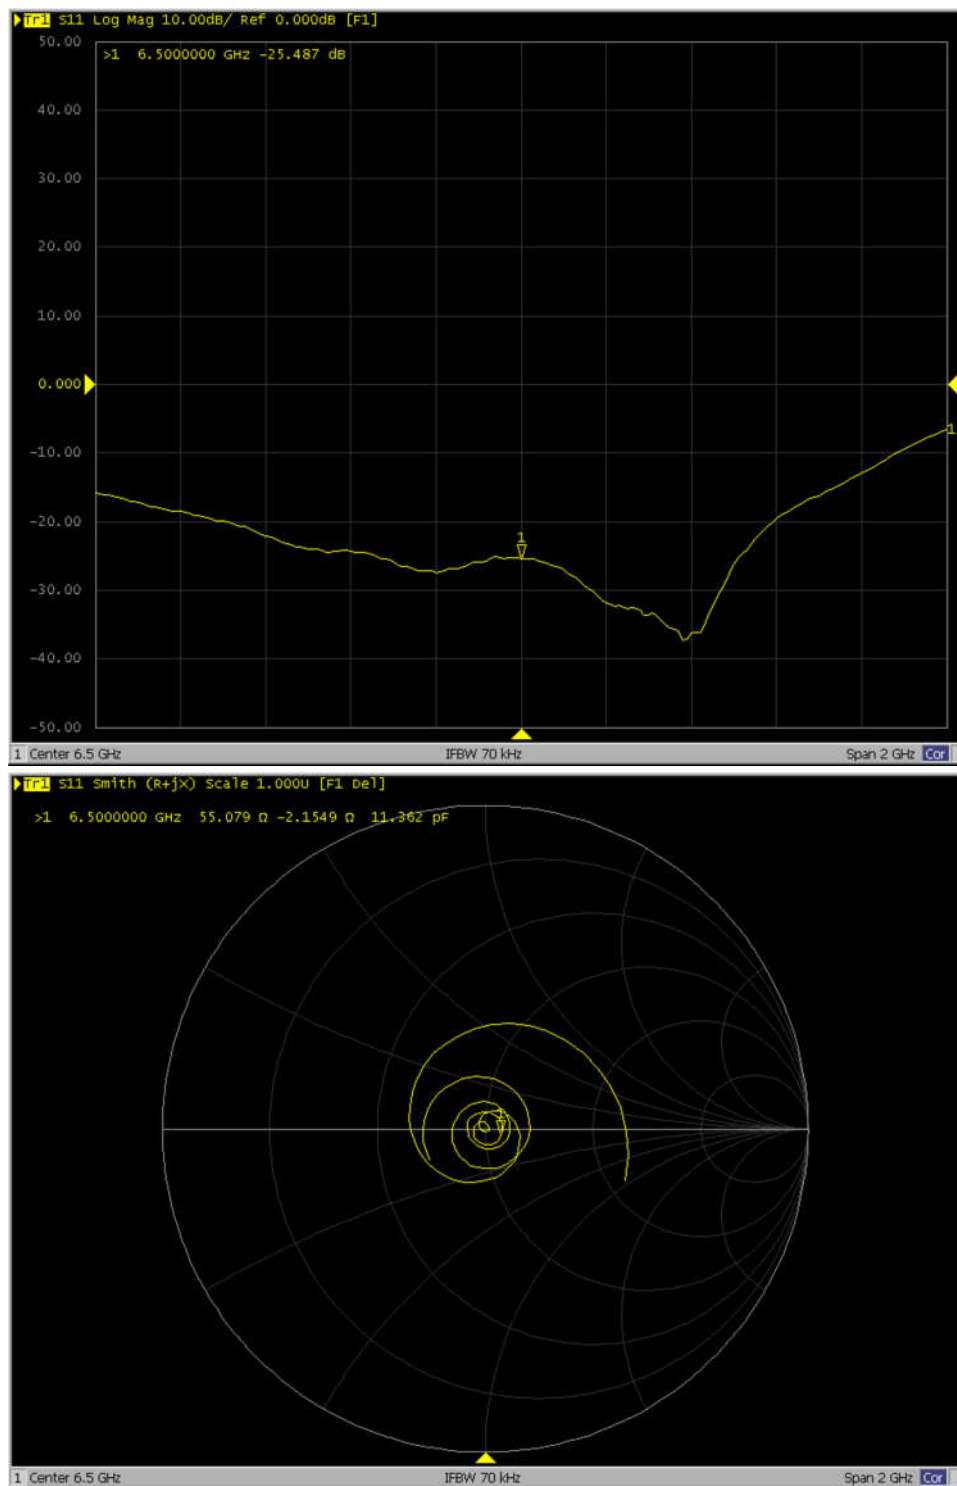 Tr1 S11 Log Mag 10.00dB/ Ref 0.000dB [F1]
50.00
>1 6.5000000 GHz -25.487 dB
40.00
30.00
20.00
10.00
0.000
-10.00
1
-20.00
1
-30.00
-40.00
-50.00
1 Center 6.5 GHz IFBW 70 kHz Span 2 GHz Cor
Tr1 S11 Smith (R+jX) Scale 1.000U [F1 Del]
>1 6.5000000 GHz 55.079 Ω -2.1549 Ω 11.362 pF
1
1 Center 6.5 GHz IFBW 70 kHz Span 2 GHz Cor